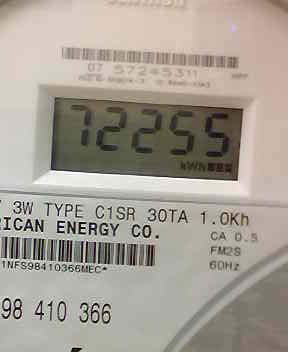 07 57245311
72255
kWh
3W TYPE C1SR 30TA 1.0Kh
RICAN ENERGY CO.
CA 0.5
FM2S
1NFS98410366MEC*
60Hz
98 410 366